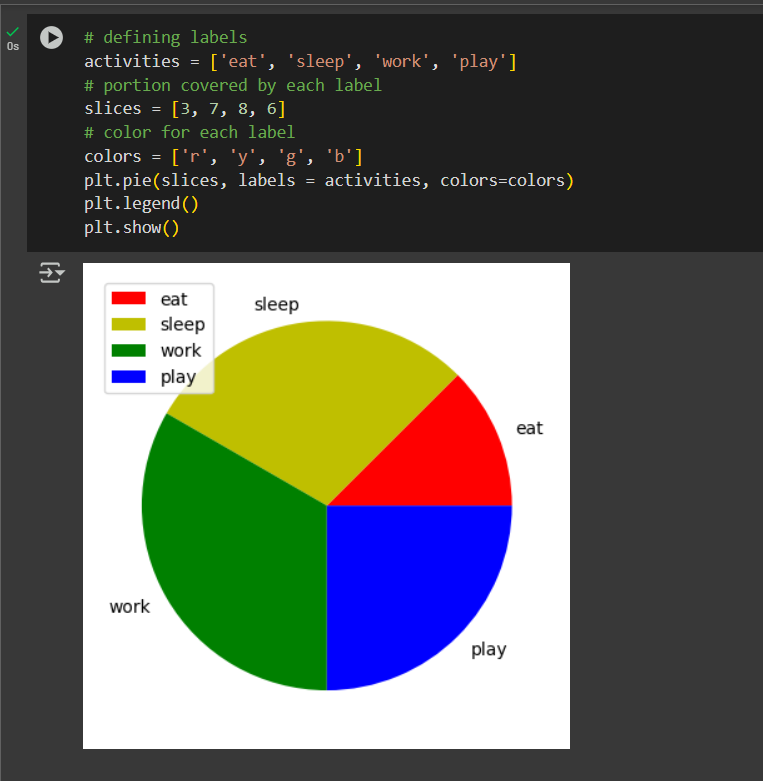 0s
# defining labels
activities = ['eat', 'sleep', 'work', 'play']
# portion covered by each label
slices = [3, 7, 8, 6]
# color for each label
colors = ['r', 'y', 'g', 'b']
plt.pie(slices, labels = activities, colors=colors)
plt.legend()
plt.show()
eat
sleep
work
play
sleep
eat
work
play